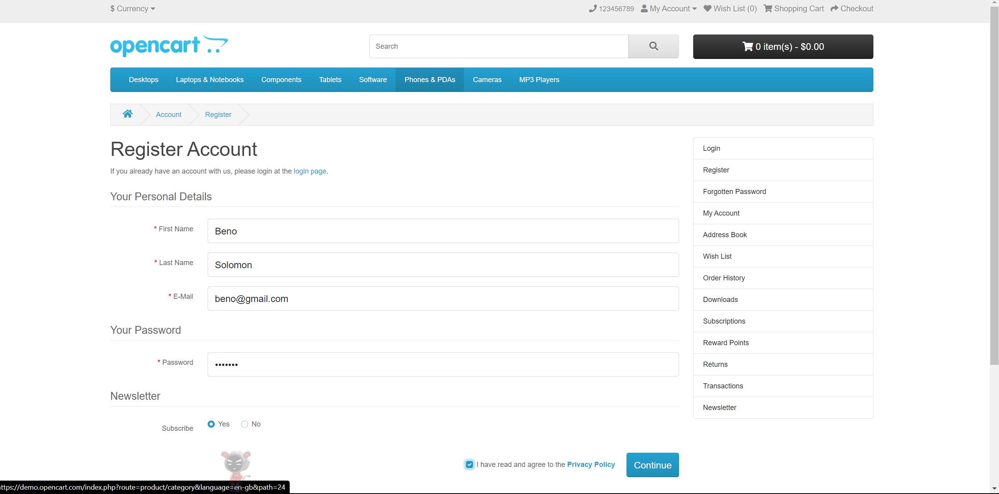 $ Currency
123456789 My Account Wish List (0) Shopping Cart Checkout
opencart
Search
0 item(s) - $0.00
Desktops Laptops & Notebooks Components Tablets Software Phones & PDAs Cameras MP3 Players
Account Register
Register Account
If you already have an account with us, please login at the login page.
Your Personal Details
* First Name Beno
* Last Name Solomon
* E-Mail beno@gmail.com
Your Password
* Password •••••••
Newsletter
Subscribe Yes No
I have read and agree to the Privacy Policy Continue
Login
Register
Forgotten Password
My Account
Address Book
Wish List
Order History
Downloads
Subscriptions
Reward Points
Returns
Transactions
Newsletter
ttps://demo.opencart.com/index.php?route=product/category&language=en-gb&path=24